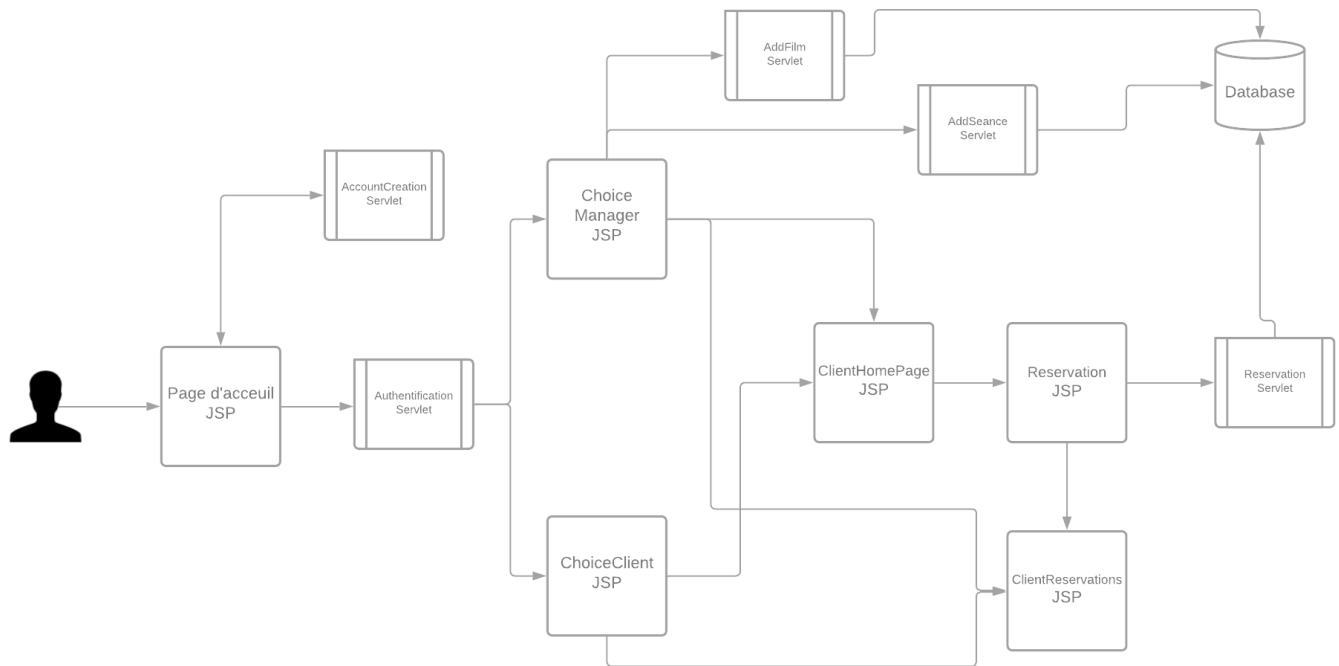 AddFilm
Servlet
Database
AddSeance
Servlet
AccountCreation
Servlet
Choice
Manager
JSP
Page d'acceuil
JSP
Authentification
Servlet
ClientHomePage
JSP
Reservation
JSP
Reservation
Servlet
ChoiceClient
JSP
ClientReservations
JSP